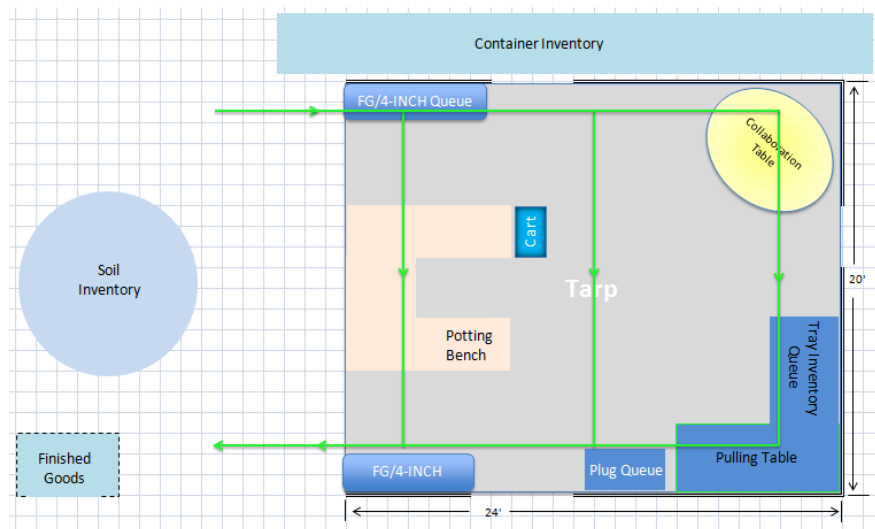 Container Inventory
FG/4-INCH Queue
Collaboration
Table
Cart
Soil
Inventory
20'
Tarp
Tray Inventory
Queue
Potting
Bench
Finished
Goods
FG/4-INCH
Plug Queue
Pulling Table
24'